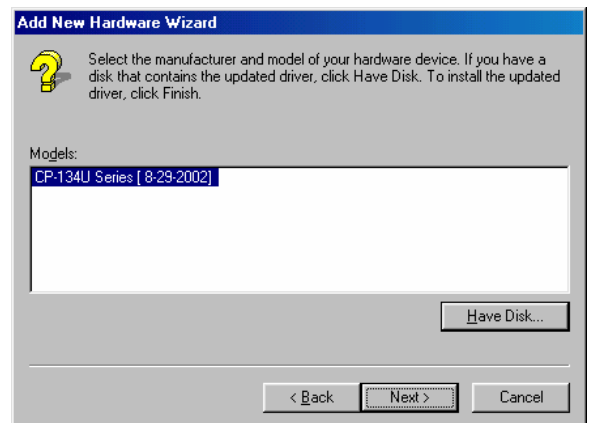 Add New Hardware Wizard
Select the manufacturer and model of your hardware device. If you have a
disk that contains the updated driver, click Have Disk. To install the updated
driver, click Finish.
Models:
CP-134U Series [ 8-29-2002]
Have Disk...
< Back
Next >
Cancel